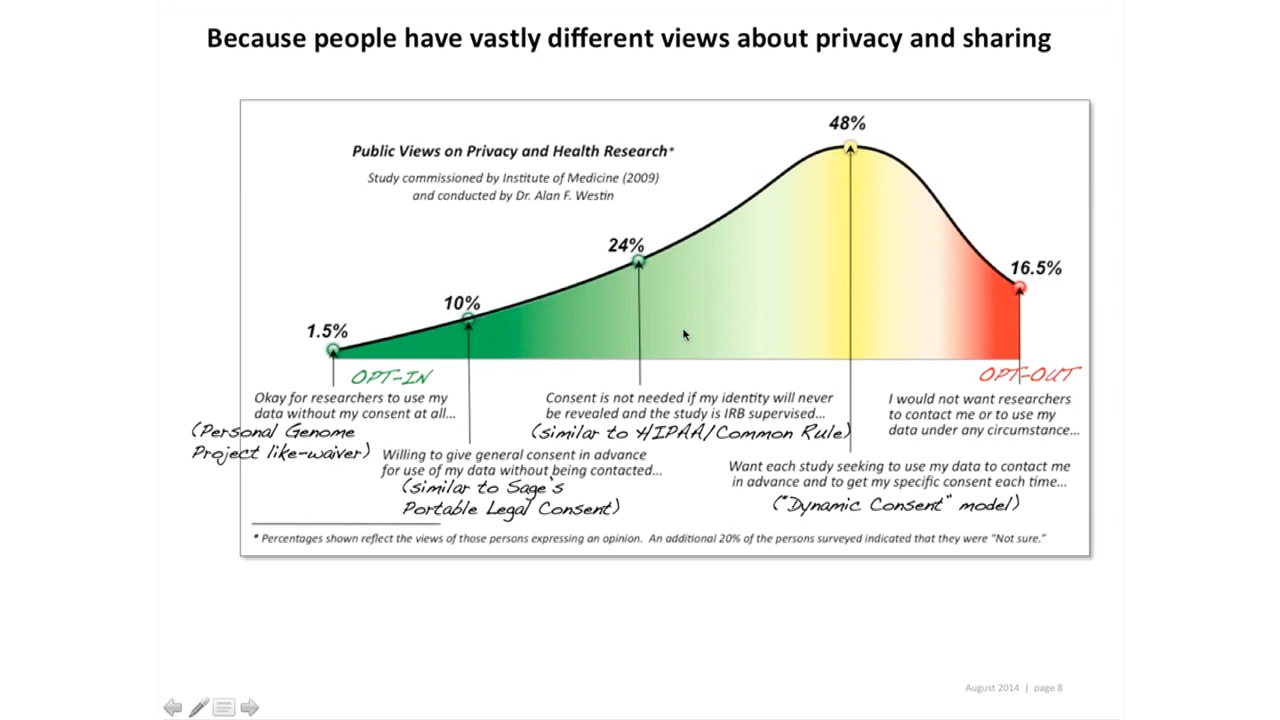 Because people have vastly different views about privacy and sharing
Public Views on Privacy and Health Research*
Study commissioned by Institute of Medicine (2009)
and conducted by Dr. Alan F. Westin
1.5%
10%
24%
48%
16.5%
OPT-IN
OPT-OUT
Okay for researchers to use my
data without my consent at all...
(Personal Genome
Project like-waiver)
Willing to give general consent in advance
for use of my data without being contacted...
(similar to Sage's
Portable Legal Consent)
Consent is not needed if my identity will never
be revealed and the study is IRB supervised...
(similar to HIPAA/Common Rule)
Want each study seeking to use my data to contact me
in advance and to get my specific consent each time...
("Dynamic Consent" model)
I would not want researchers
to contact me or to use my
data under any circumstance...
* Percentages shown reflect the views of those persons expressing an opinion. An additional 20% of the persons surveyed indicated that they were "Not sure."
August 2014 | page 8